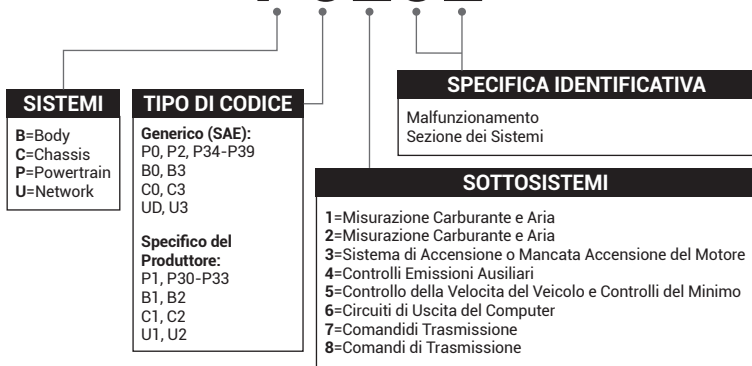 SISTEMI
B=Body
C=Chassis
P=Powertrain
U=Network
TIPO DI CODICE
Generico (SAE):
P0, P2, P34-P39
B0, B3
C0, C3
UD, U3
Specifico del
Produttore:
P1, P30-P33
B1, B2
C1, C2
U1, U2
SPECIFICA IDENTIFICATIVA
Malfunzionamento
Sezione dei Sistemi
SOTTOSISTEMI
1=Misurazione Carburante e Aria
2=Misurazione Carburante e Aria
3=Sistema di Accensione o Mancata Accensione del Motore
4=Controlli Emissioni Ausiliari
5=Controllo della Velocita del Veicolo e Controlli del Minimo
6=Circuiti di Uscita del Computer
7=Comandidi Trasmissione
8=Comandi di Trasmissione